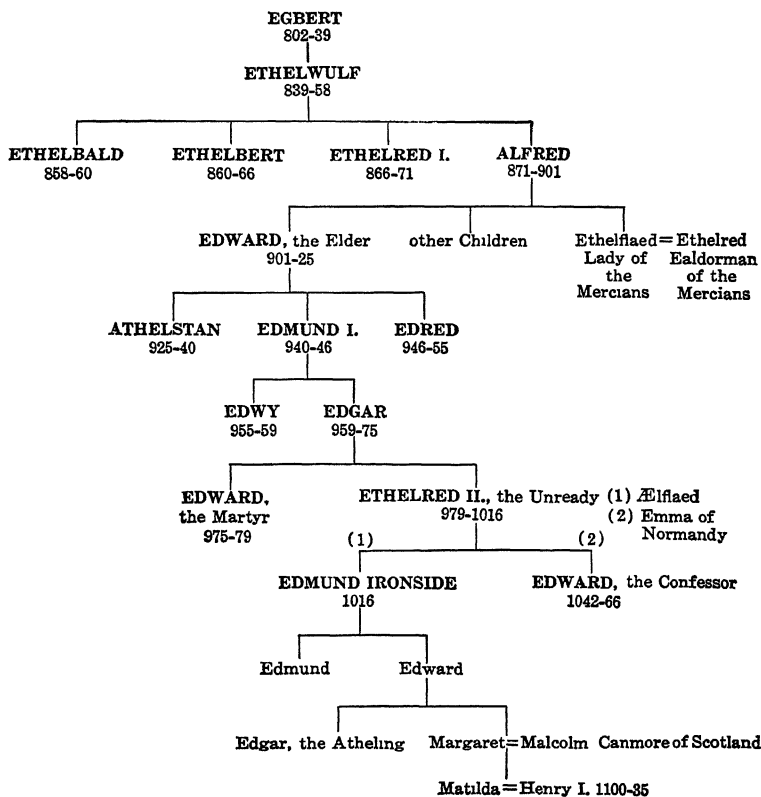 EGBERT
802-39
ETHELWULF
839-58
ETHELBALD ETHELBERT ETHELRED I. ALFRED
858-60 860-66 866-71 871-901
EDWARD, the Elder other Children Ethelflaed = Ethelred
901-25 Lady of Ealdorman
the of the
Mercians Mercians
ATHELSTAN EDMUND I. EDRED
925-40 940-46 946-55
EDWY EDGAR
955-59 959-75
EDWARD, ETHELRED II., the Unready (1) Ælflaed
the Martyr 979-1016 (2) Emma of
975-79 Normandy
(1) (2)
EDMUND IRONSIDE EDWARD, the Confessor
1016 1042-66
Edmund Edward
Edgar, the Atheling Margaret = Malcolm Canmore of Scotland
Matilda = Henry I. 1100-35